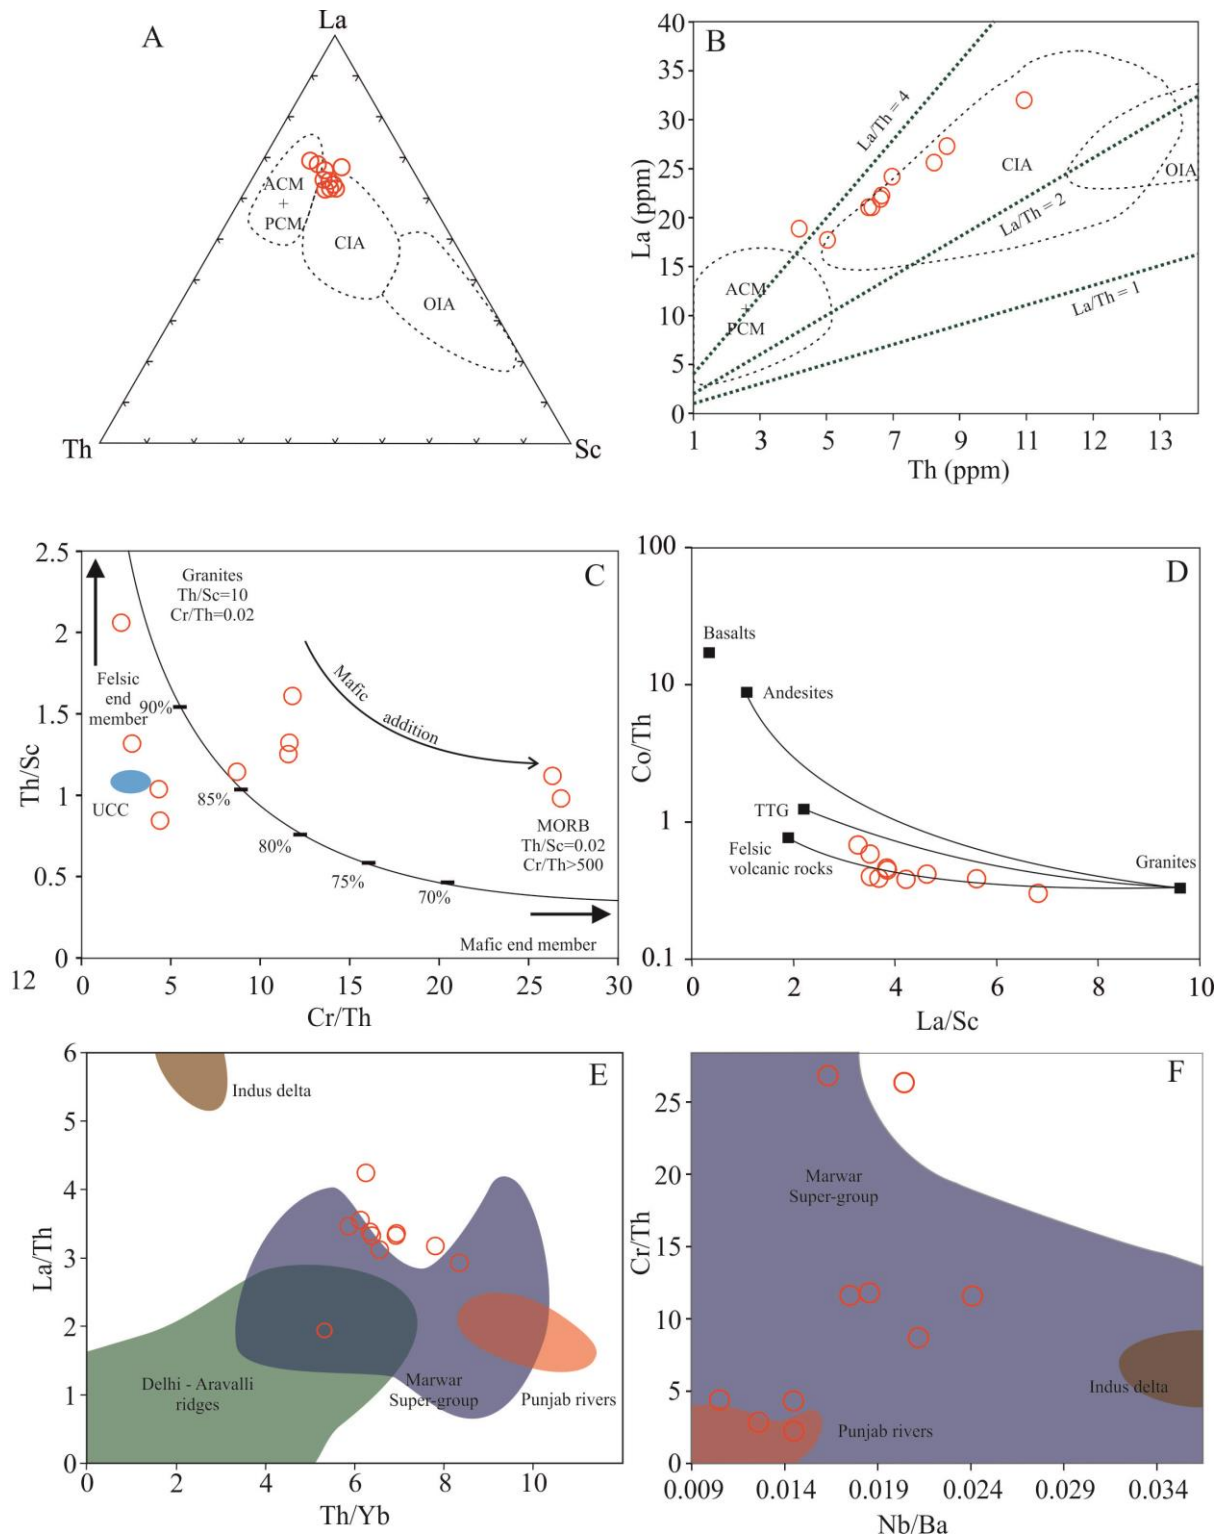 A
La
ACM
+
PCM
CIA
OIA
Th
Sc
B
La (ppm)
40
35
30
25
20
15
10
5
0
La/Th = 4
CIA
OIA
La/Th = 2
ACM
+
PCM
La/Th = 1
1
3
5
7
9
11
12
13
Th (ppm)
C
Th/Sc
2.5
2
1.5
1
0.5
0
Granites
Th/Sc=10
Cr/Th=0.02
Felsic
end
member
90%
Mafic
addition
UCC
85%
80%
75%
70%
MORB
Th/Sc=0.02
Cr/Th>500
Mafic end member
12
0
5
10
15
20
25
30
Cr/Th
D
Co/Th
100
10
1
0.1
Basalts
Andesites
TTG
Felsic
volcanic rocks
Granites
0
2
4
6
8
10
La/Sc
E
La/Th
6
5
4
3
2
1
0
Indus delta
Delhi - Aravalli
ridges
Marwar
Super-group
Punjab rivers
0
2
4
6
8
10
Th/Yb
F
Cr/Th
25
20
15
10
5
0
Marwar
Super-group
Indus delta
Punjab rivers
0.009
0.014
0.019
0.024
0.029
0.034
Nb/Ba